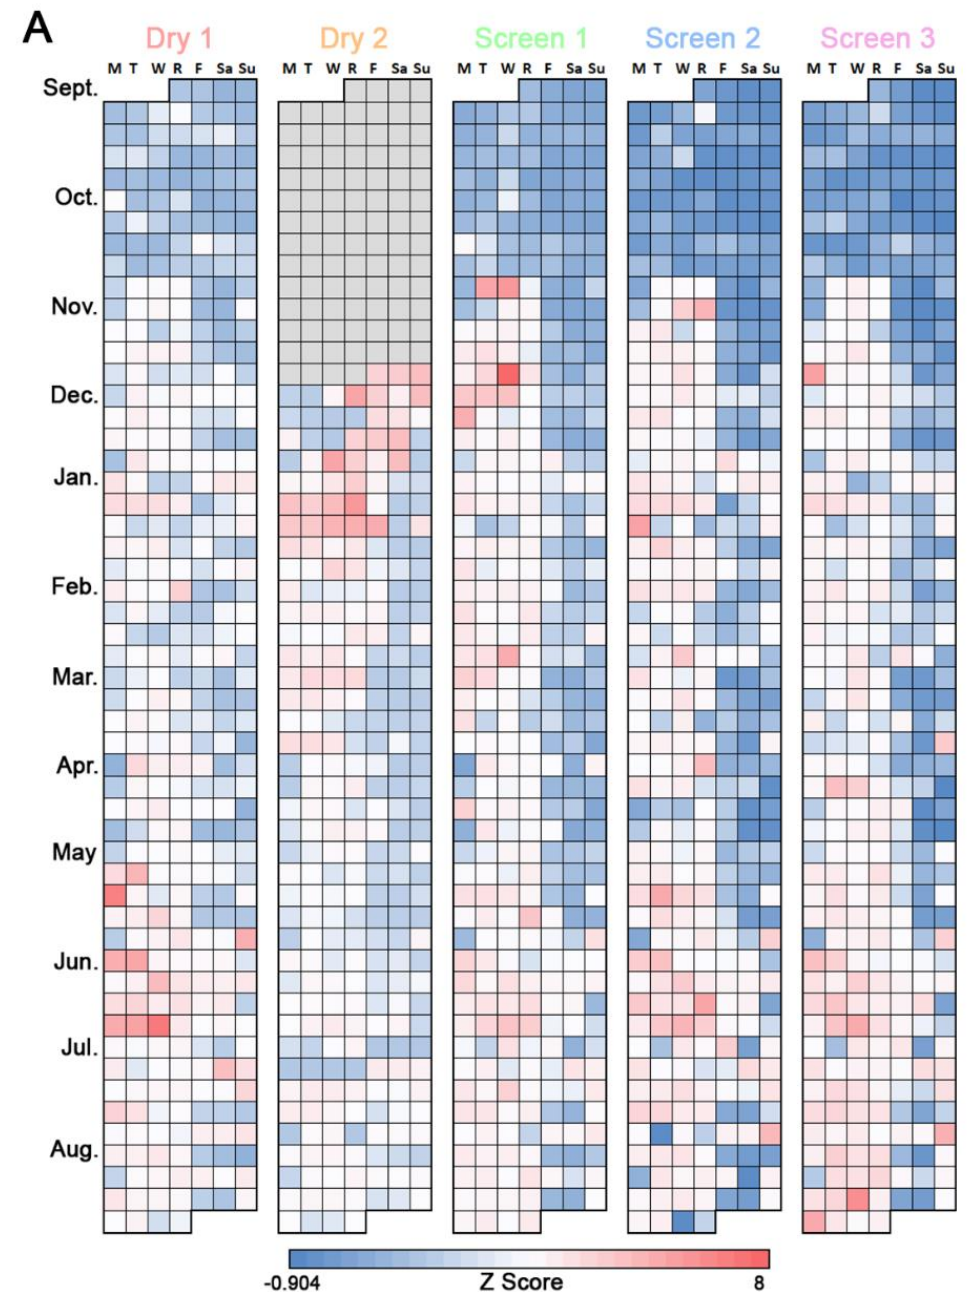 A
Dry 1 Dry 2 Screen 1 Screen 2 Screen 3
M T W R F Sa Su M T W R F Sa Su M T W R F Sa Su M T W R F Sa Su M T W R F Sa Su
Sept.
Oct.
Nov.
Dec.
Jan.
Feb.
Mar.
Apr.
May
Jun.
Jul.
Aug.
-0.904 Z Score 8